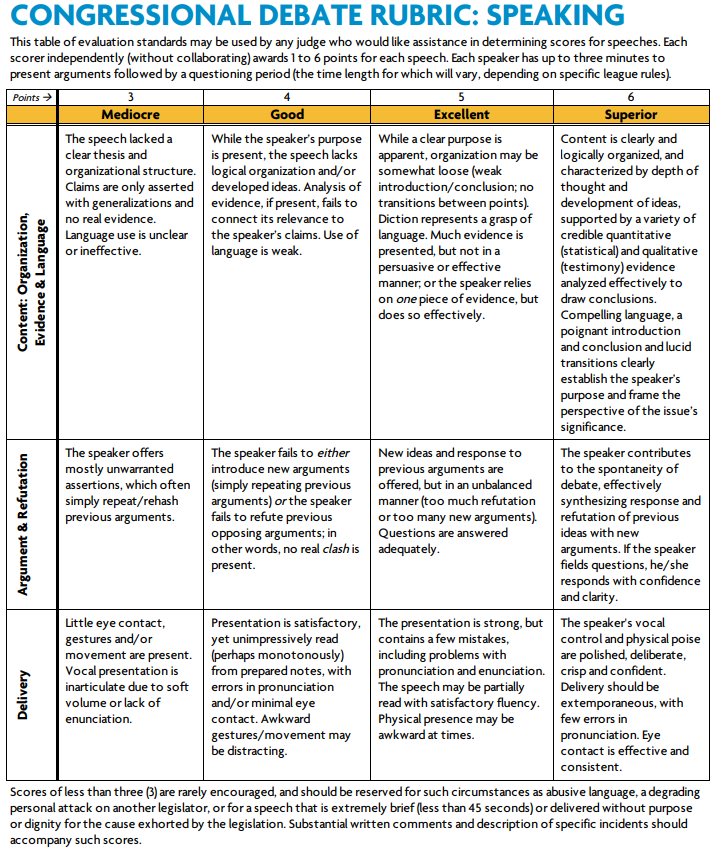 CONGRESSIONAL DEBATE RUBRIC: SPEAKING
This table of evaluation standards may be used by any judge who would like assistance in determining scores for speeches. Each
scorer independently (without collaborating) awards 1 to 6 points for each speech. Each speaker has up to three minutes to
present arguments followed by a questioning period (the time length for which will vary, depending on specific league rules).
Points → 3 4 5 6
Mediocre Good Excellent Superior
Content: Organization,
Evidence & Language
The speech lacked a
clear thesis and
organizational structure.
Claims are only asserted
with generalizations and
no real evidence.
Language use is unclear
or ineffective.
While the speaker's purpose
is present, the speech lacks
logical organization and/or
developed ideas. Analysis of
evidence, if present, fails to
connect its relevance to
the speaker's claims. Use of
language is weak.
While a clear purpose is
apparent, organization may be
somewhat loose (weak
introduction/conclusion; no
transitions between points).
Diction represents a grasp of
language. Much evidence is
presented, but not in a
persuasive or effective
manner; or the speaker relies
on one piece of evidence, but
does so effectively.
Content is clearly and
logically organized, and
characterized by depth of
thought and
development of ideas,
supported by a variety of
credible quantitative
(statistical) and qualitative
(testimony) evidence
analyzed effectively to
draw conclusions.
Compelling language, a
poignant introduction
and conclusion and lucid
transitions clearly
establish the speaker's
purpose and frame the
perspective of the issue's
significance.
Argument & Refutation
The speaker offers
mostly unwarranted
assertions, which often
simply repeat/rehash
previous arguments.
The speaker fails to either
introduce new arguments
(simply repeating previous
arguments) or the speaker
fails to refute previous
opposing arguments; in
other words, no real clash is
present.
New ideas and response to
previous arguments are
offered, but in an unbalanced
manner (too much refutation
or too many new arguments).
Questions are answered
adequately.
The speaker contributes
to the spontaneity of
debate, effectively
synthesizing response and
refutation of previous
ideas with new
arguments. If the speaker
fields questions, he/she
responds with confidence
and clarity.
Delivery
Little eye contact,
gestures and/or
movement are present.
Vocal presentation is
inarticulate due to soft
volume or lack of
enunciation.
Presentation is satisfactory,
yet unimpressively read
(perhaps monotonously)
from prepared notes, with
errors in pronunciation
and/or minimal eye
contact. Awkward
gestures/movement may
be distracting.
The presentation is strong, but
contains a few mistakes,
including problems with
pronunciation and enunciation.
The speech may be partially
read with satisfactory fluency.
Physical presence may be
awkward at times.
The speaker's vocal
control and physical poise
are polished, deliberate,
crisp and confident.
Delivery should be
extemporaneous, with
few errors in
pronunciation. Eye
contact is effective and
consistent.
Scores of less than three (3) are rarely encouraged, and should be reserved for such circumstances as abusive language, a degrading
personal attack on another legislator, or for a speech that is extremely brief (less than 45 seconds) or delivered without purpose
or dignity for the cause exhorted by the legislation. Substantial written comments and description of specific incidents should
accompany such scores.